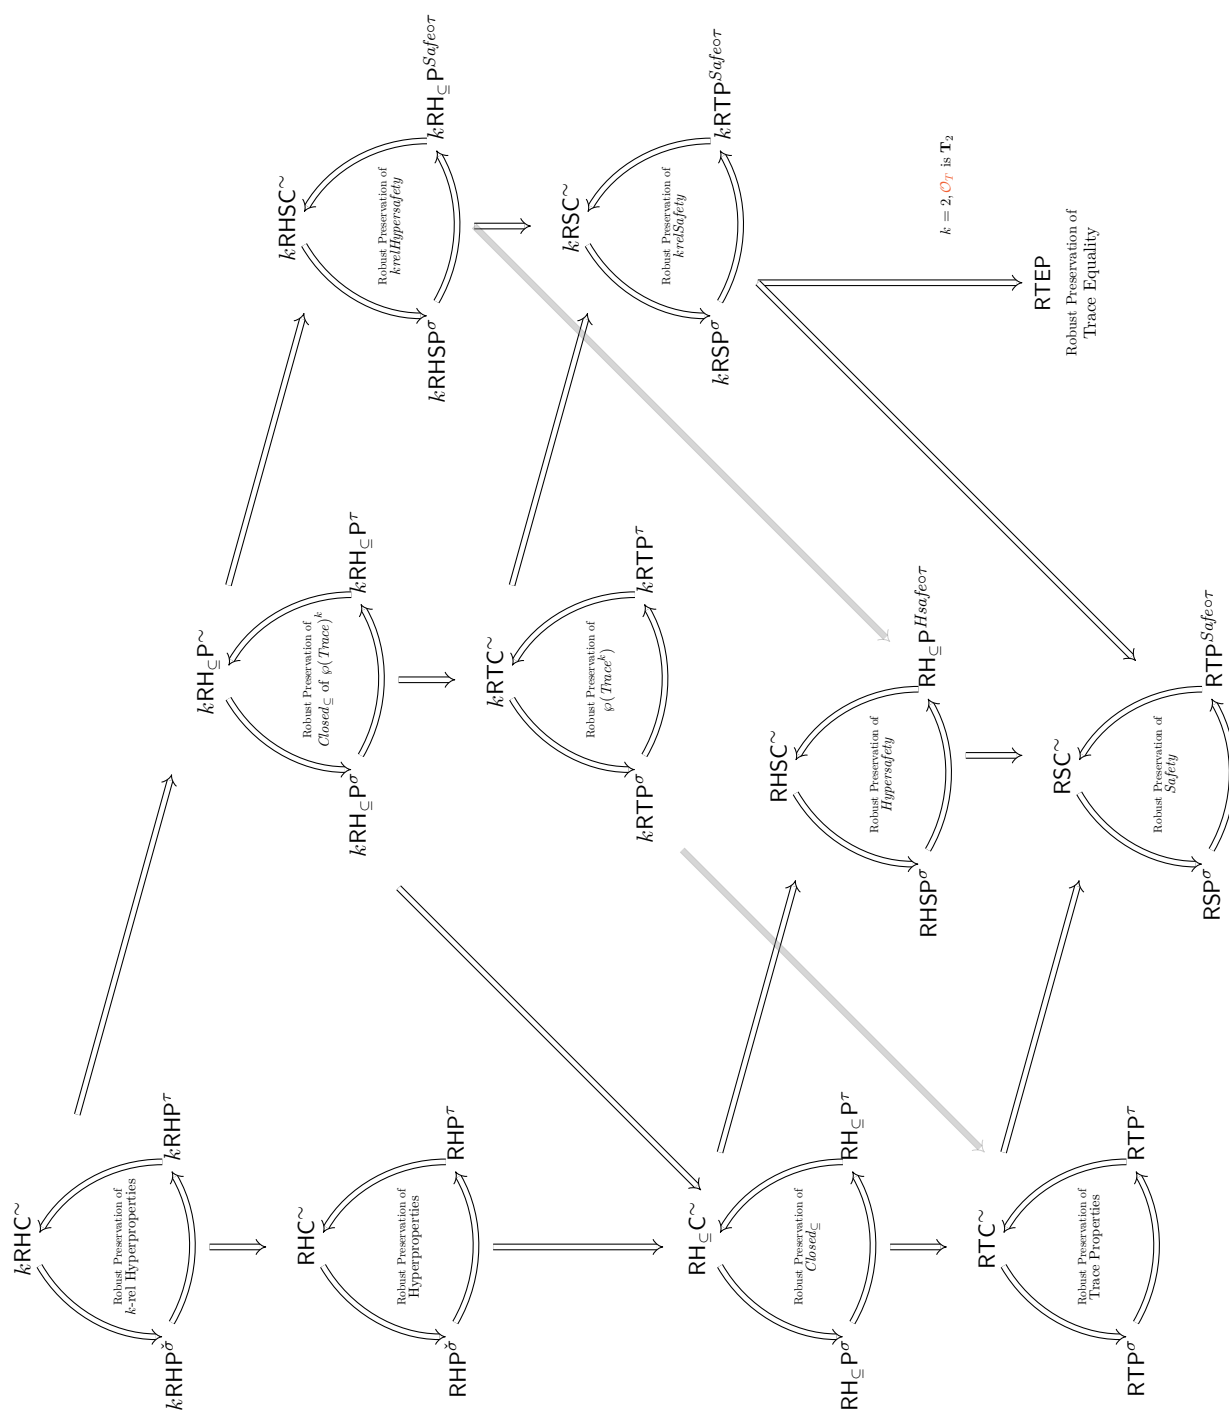 kRHC~
Robust Preservation of
k-rel Hyperproperties
kRHP^σ̃
kRHP^τ
RHC~
Robust Preservation of
Hyperproperties
RHP^σ̃
RHP^τ
RH⊆C~
Robust Preservation of
Closed⊆
RH⊆P^σ
RH⊆P^τ
RTC~
Robust Preservation of
Trace Properties
RTP^σ
RTP^τ
kRH⊆P~
Robust Preservation of
Closed⊆ of ℘(Trace)^k
kRH⊆P^σ
kRH⊆P^τ
kRTC~
Robust Preservation of
℘(Trace^k)
kRTP^σ
kRTP^τ
RHSC~
Robust Preservation of
Hypersafety
RHSP^σ
RH⊆P^Hsafe∘τ
RSC~
Robust Preservation of
Safety
RSP^σ
RTP^Safe∘τ
kRHSC~
Robust Preservation of
krelHypersafety
kRHSP^σ
kRH⊆P^Safe∘τ
kRSC~
Robust Preservation of
krelSafety
kRSP^σ
kRTP^Safe∘τ
k = 2, 𝒪_T is T₂
RTEP
Robust Preservation of
Trace Equality